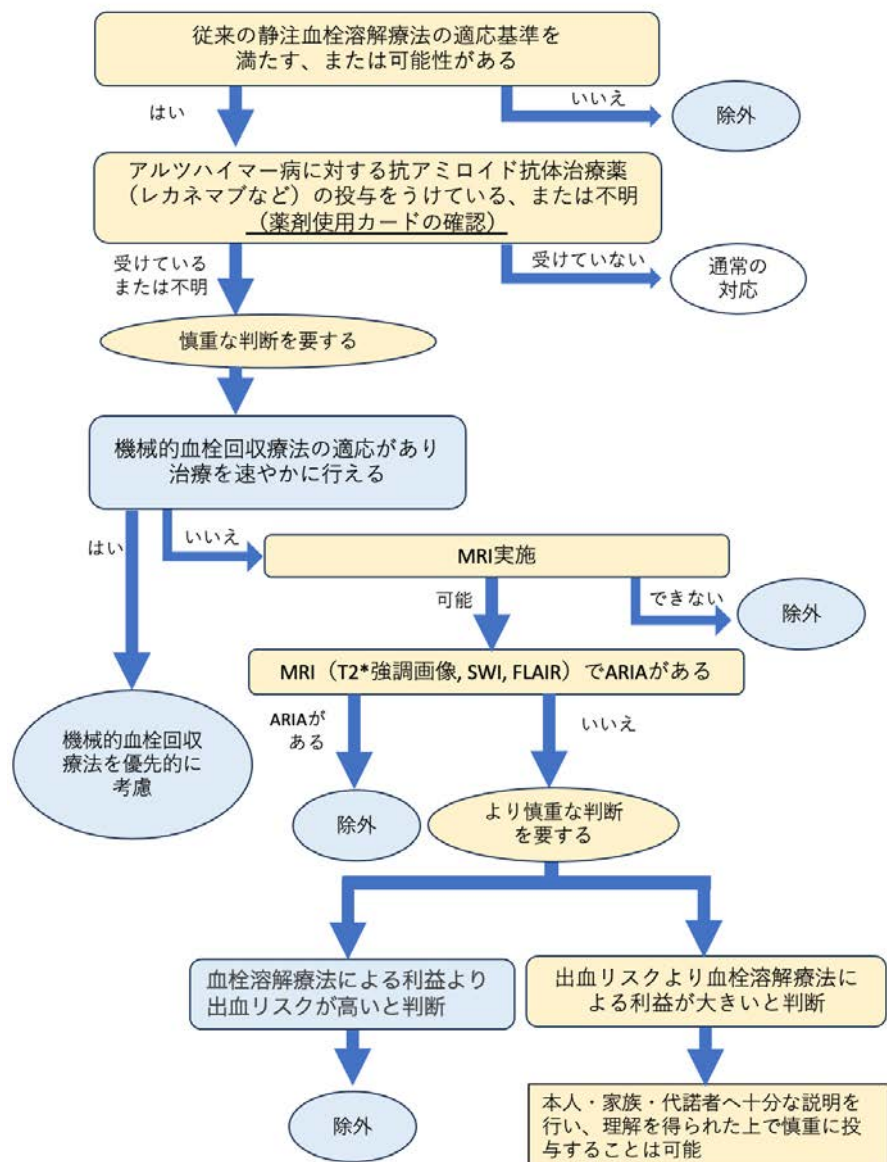 従来の静注血栓溶解療法の適応基準を
満たす、または可能性がある
はい
いいえ
除外
アルツハイマー病に対する抗アミロイド抗体治療薬
（レカネマブなど）の投与をうけている、または不明
（薬剤使用カードの確認）
受けている
または不明
受けていない
通常の
対応
慎重な判断を要する
機械的血栓回収療法の適応があり
治療を速やかに行える
はい
いいえ
MRI実施
可能
できない
除外
MRI（T2*強調画像, SWI, FLAIR）でARIAがある
ARIAが
ある
いいえ
機械的血栓回収
療法を優先的に
考慮
除外
より慎重な判断
を要する
血栓溶解療法による利益より
出血リスクが高いと判断
出血リスクより血栓溶解療法に
よる利益が大きいと判断
除外
本人・家族・代諾者へ十分な説明を
行い、理解を得られた上で慎重に投
与することは可能